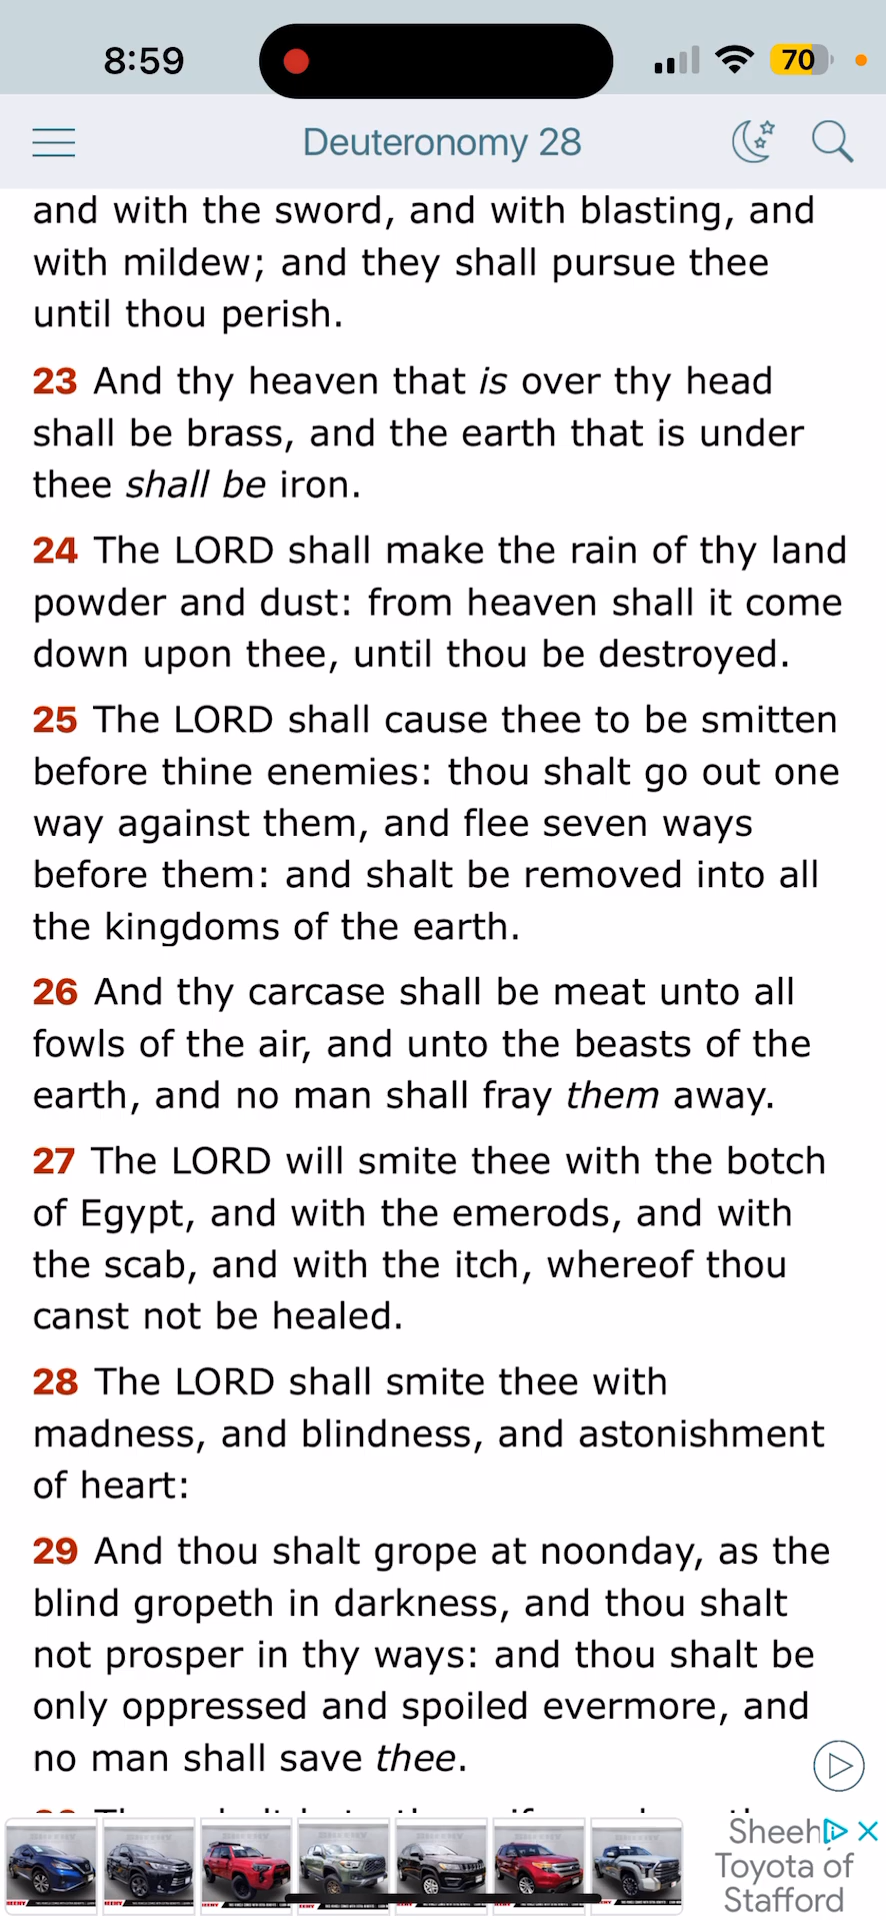 8:59
70
Deuteronomy 28
and with the sword, and with blasting, and
with mildew; and they shall pursue thee
until thou perish.
23 And thy heaven that is over thy head
shall be brass, and the earth that is under
thee shall be iron.
24 The LORD shall make the rain of thy land
powder and dust: from heaven shall it come
down upon thee, until thou be destroyed.
25 The LORD shall cause thee to be smitten
before thine enemies: thou shalt go out one
way against them, and flee seven ways
before them: and shalt be removed into all
the kingdoms of the earth.
26 And thy carcase shall be meat unto all
fowls of the air, and unto the beasts of the
earth, and no man shall fray them away.
27 The LORD will smite thee with the botch
of Egypt, and with the emerods, and with
the scab, and with the itch, whereof thou
canst not be healed.
28 The LORD shall smite thee with
madness, and blindness, and astonishment
of heart:
29 And thou shalt grope at noonday, as the
blind gropeth in darkness, and thou shalt
not prosper in thy ways: and thou shalt be
only oppressed and spoiled evermore, and
no man shall save thee.
Sheeh
Toyota of
Stafford